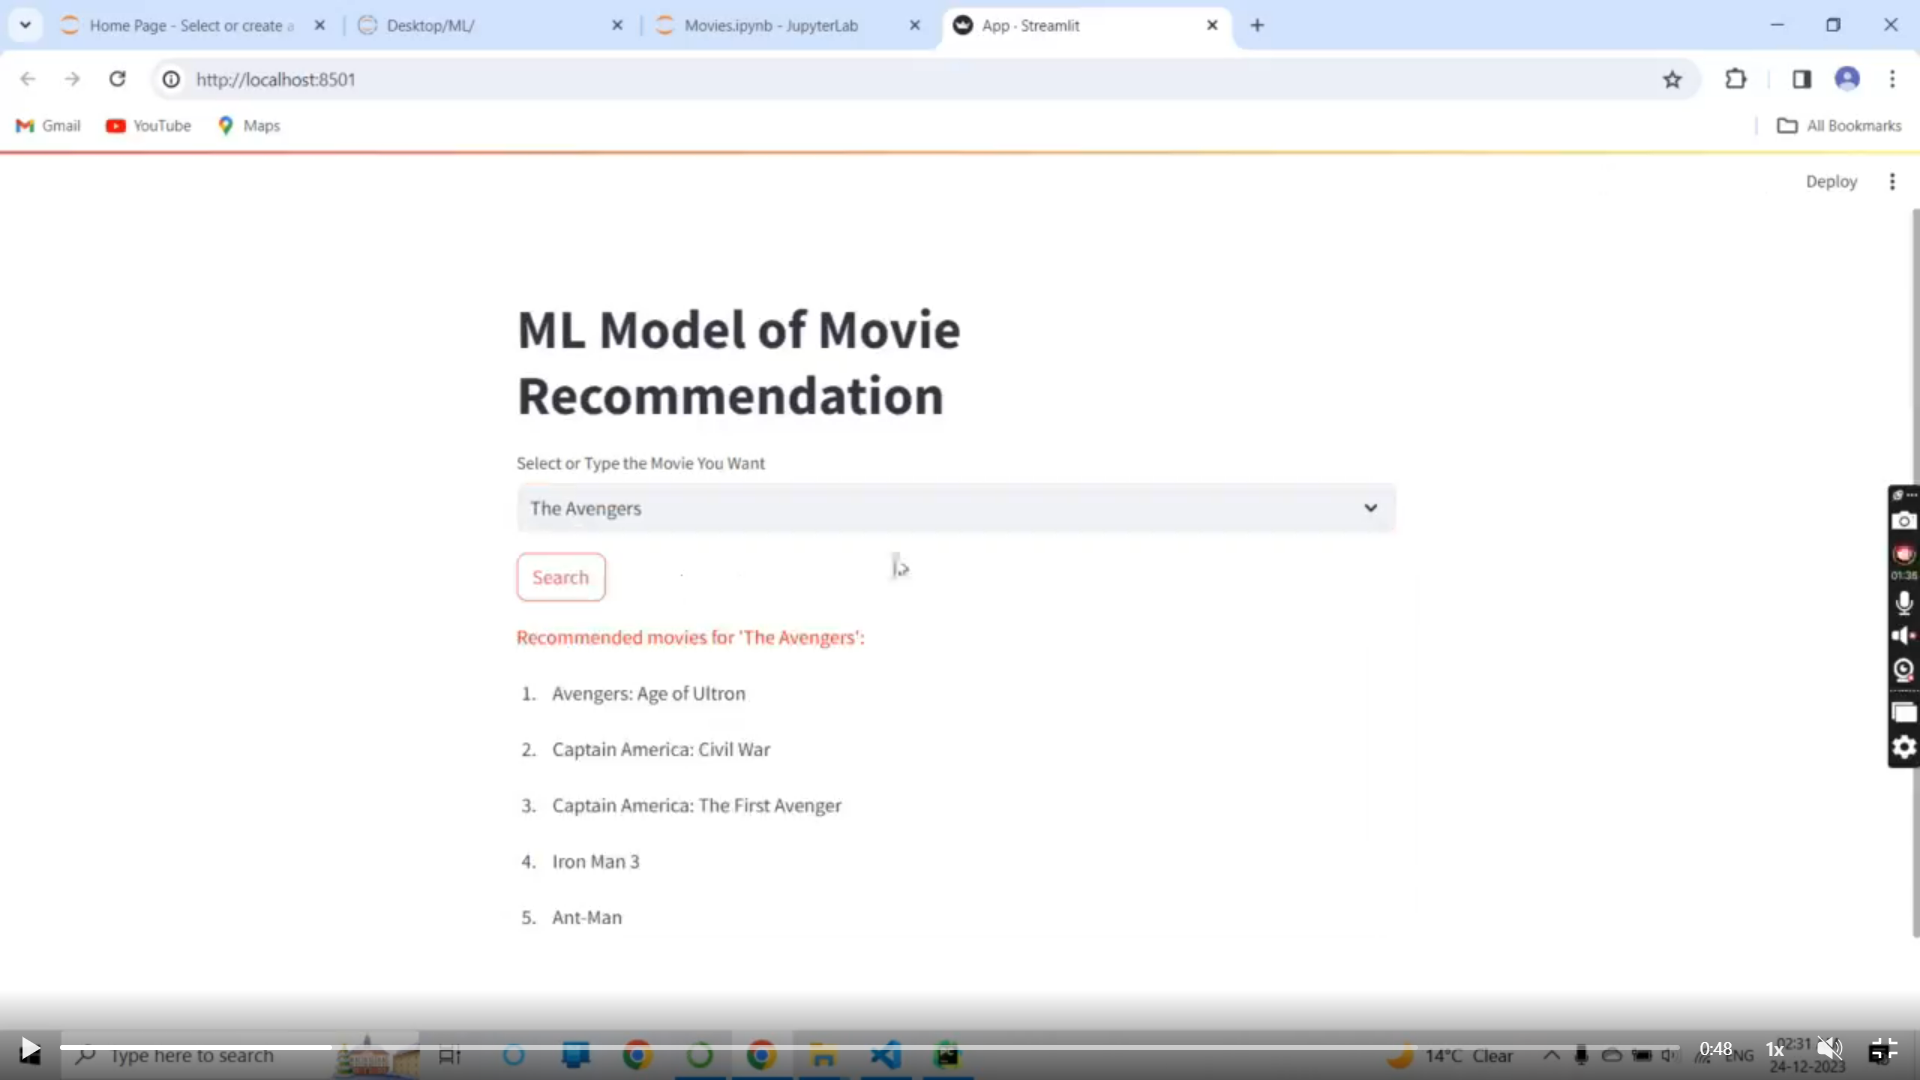 Home Page - Select or create a
Desktop/ML/
Movies.ipynb - JupyterLab
App · Streamlit
http://localhost:8501
Gmail
YouTube
Maps
All Bookmarks
Deploy
ML Model of Movie
Recommendation
Select or Type the Movie You Want
The Avengers
Search
Recommended movies for 'The Avengers':
1. Avengers: Age of Ultron
2. Captain America: Civil War
3. Captain America: The First Avenger
4. Iron Man 3
5. Ant-Man
01:35
Type here to search
14°C Clear
ENG
02:31
24-12-2023
0:48
1x